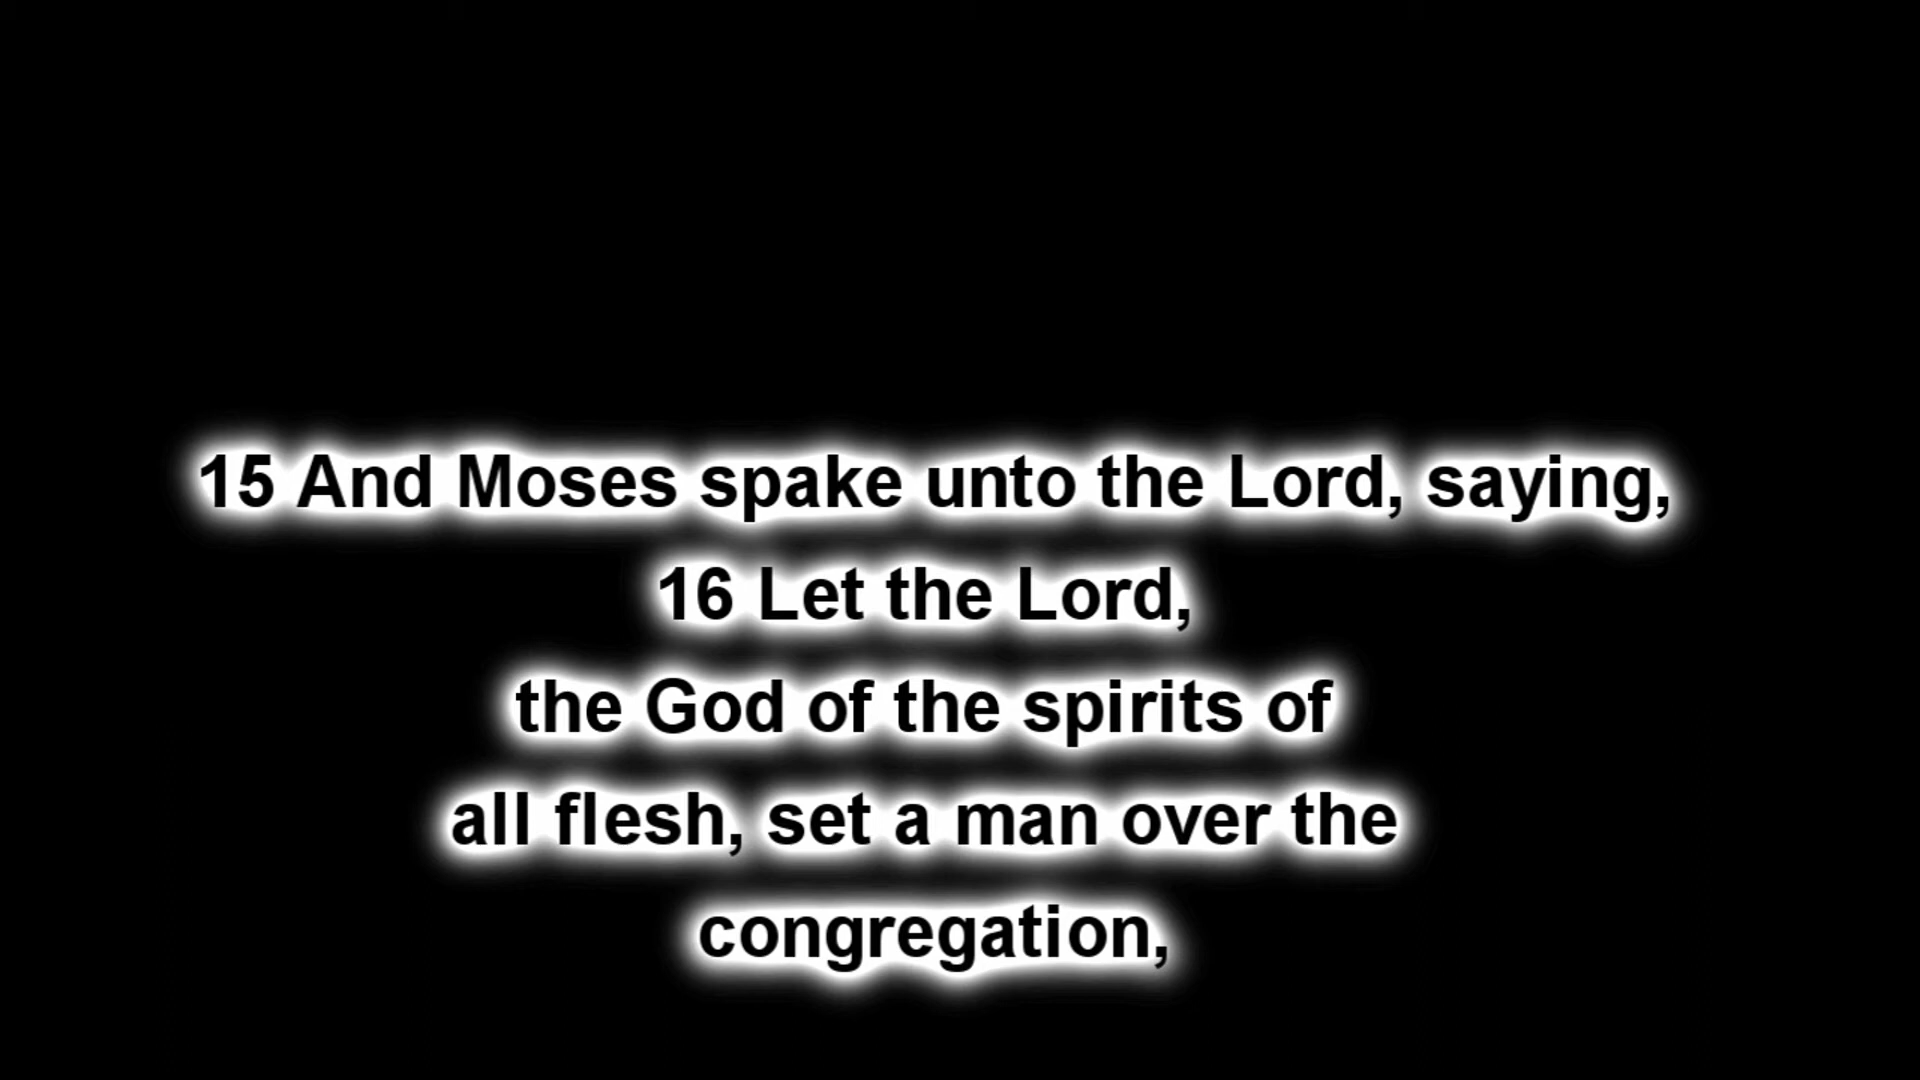 15 And Moses spake unto the Lord, saying,
16 Let the Lord,
the God of the spirits of
all flesh, set a man over the
congregation,